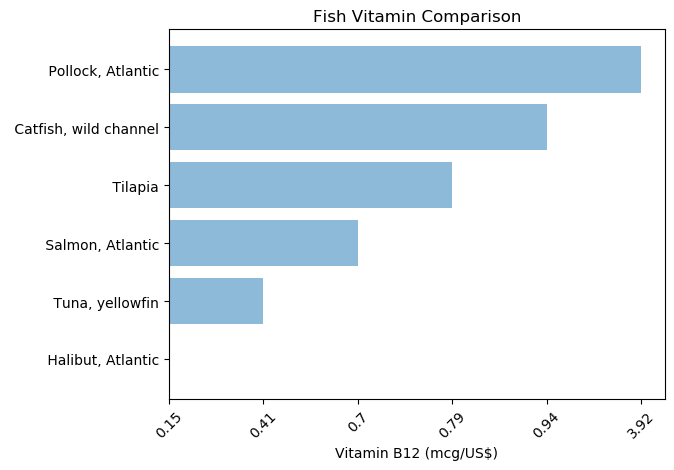 Fish Vitamin Comparison
Pollock, Atlantic
Catfish, wild channel
Tilapia
Salmon, Atlantic
Tuna, yellowfin
Halibut, Atlantic
0.15 0.41 0.7 0.79 0.94 3.92
Vitamin B12 (mcg/US$)